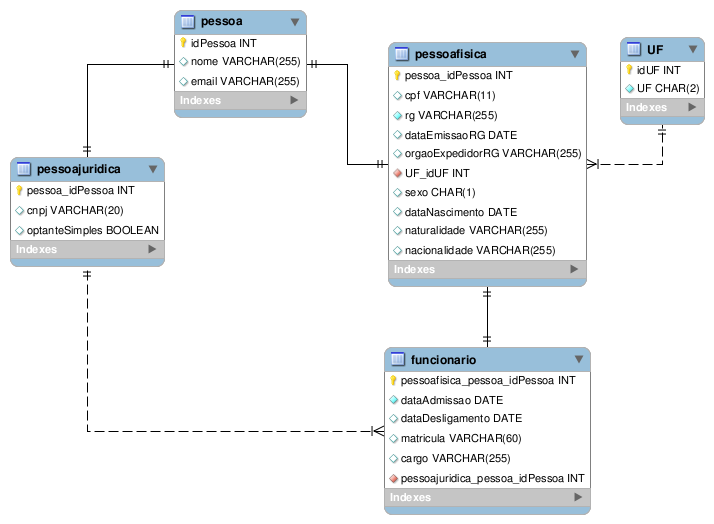 pessoa
idPessoa INT
nome VARCHAR(255)
email VARCHAR(255)
Indexes
pessoafisica
pessoa_idPessoa INT
cpf VARCHAR(11)
rg VARCHAR(255)
dataEmissaoRG DATE
orgaoExpedidorRG VARCHAR(255)
UF_idUF INT
sexo CHAR(1)
dataNascimento DATE
naturalidade VARCHAR(255)
nacionalidade VARCHAR(255)
Indexes
UF
idUF INT
UF CHAR(2)
Indexes
pessoajuridica
pessoa_idPessoa INT
cnpj VARCHAR(20)
optanteSimples BOOLEAN
Indexes
funcionario
pessoafisica_pessoa_idPessoa INT
dataAdmissao DATE
dataDesligamento DATE
matricula VARCHAR(60)
cargo VARCHAR(255)
pessoajuridica_pessoa_idPessoa INT
Indexes